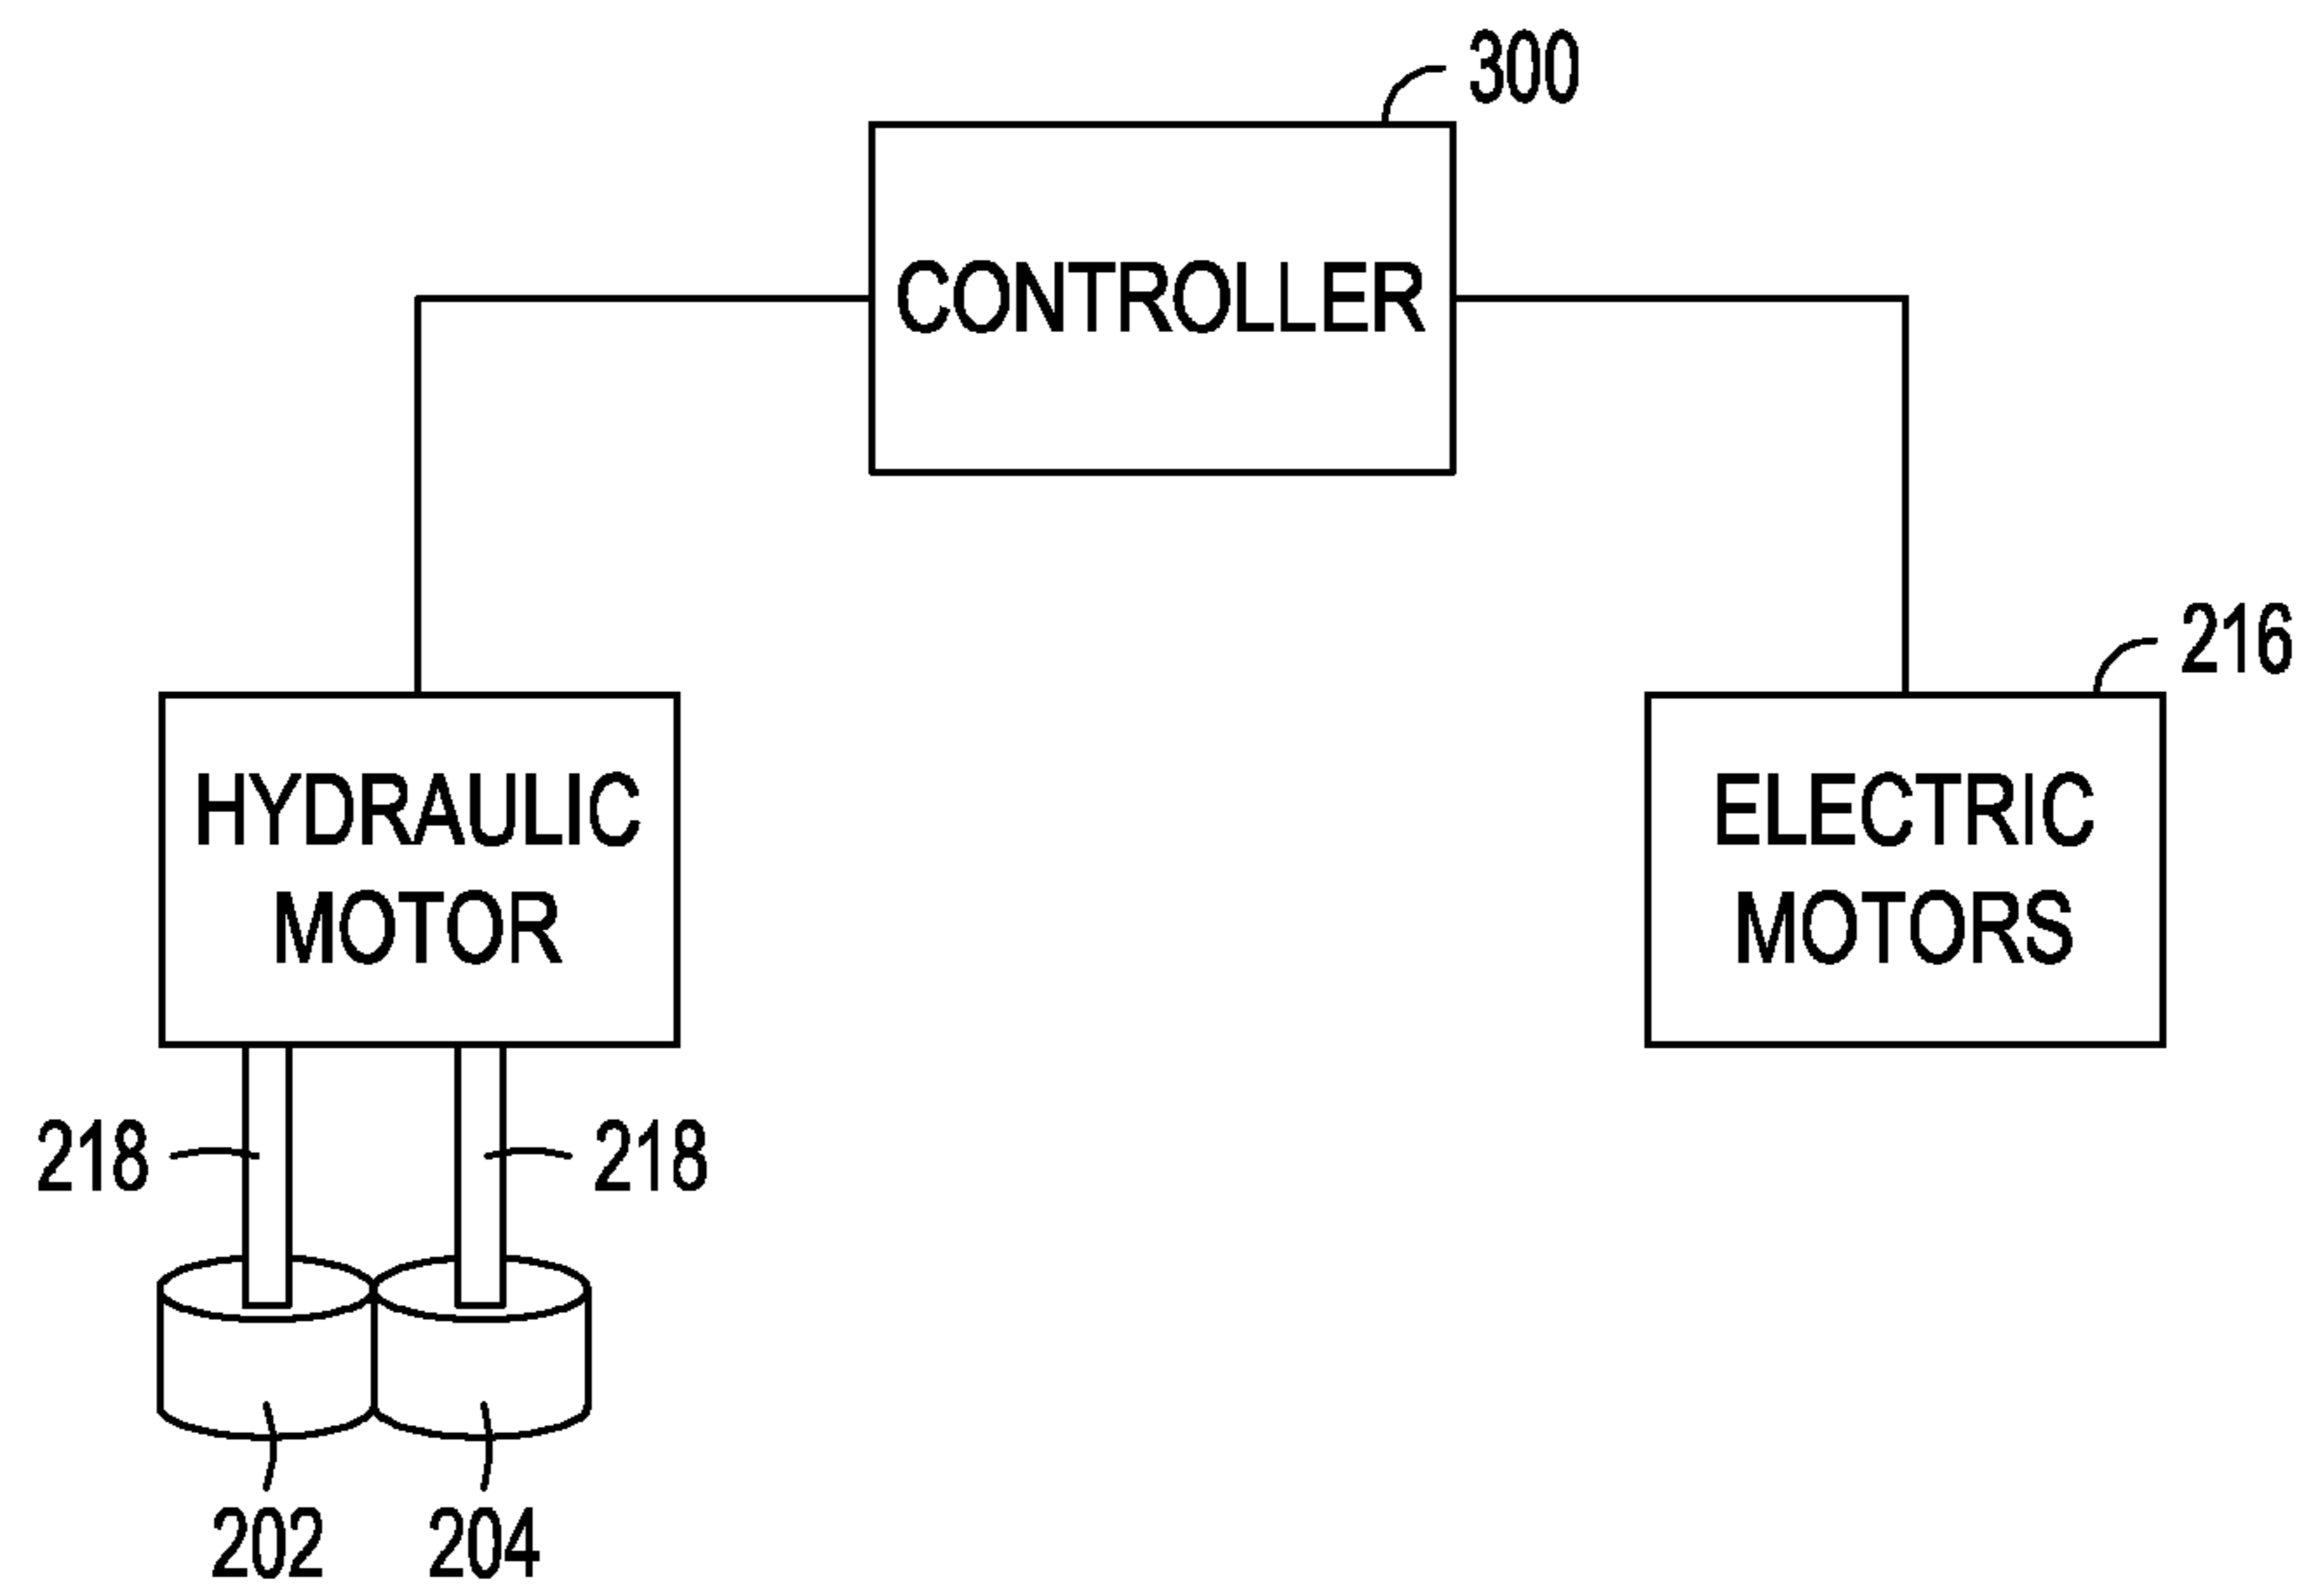 300
CONTROLLER
216
HYDRAULIC
MOTOR
ELECTRIC
MOTORS
218
218
202
204